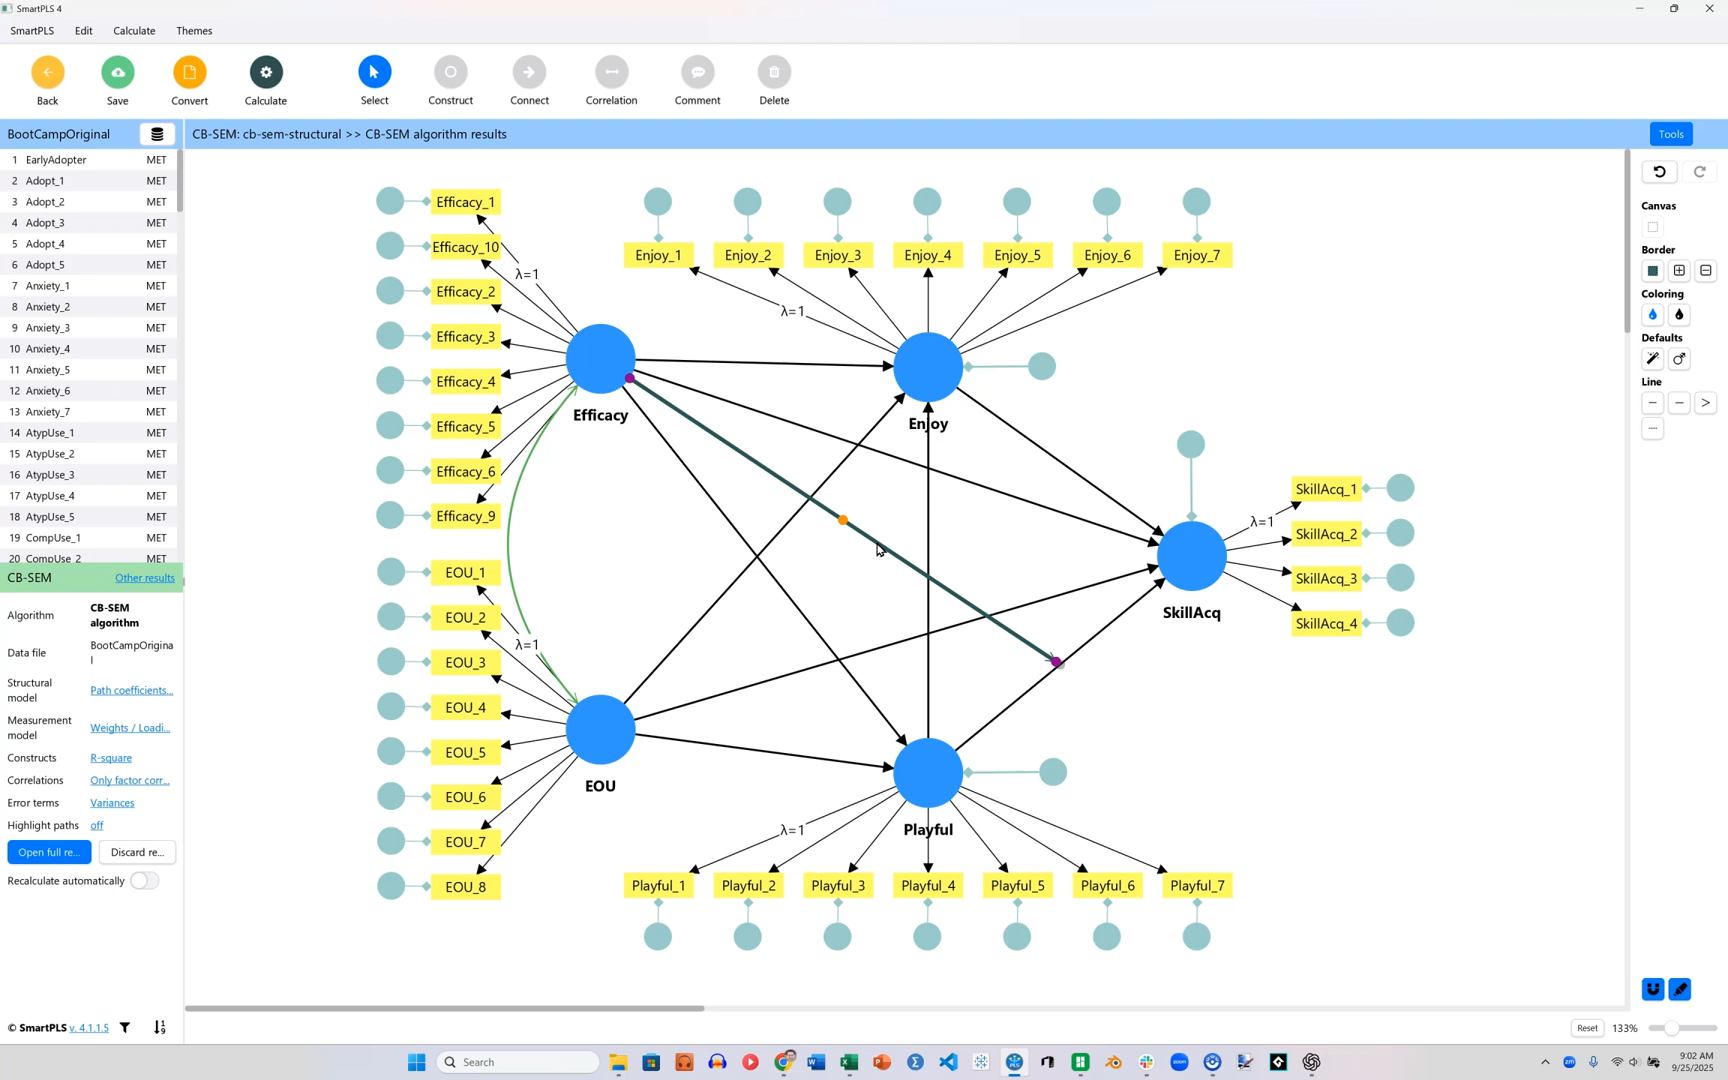 SmartPLS 4
SmartPLS Edit Calculate Themes
Back Save Convert Calculate Select Construct Connect Correlation Comment Delete
BootCampOriginal
CB-SEM: cb-sem-structural >> CB-SEM algorithm results
Tools
1 EarlyAdopter MET
2 Adopt_1 MET
3 Adopt_2 MET
4 Adopt_3 MET
5 Adopt_4 MET
6 Adopt_5 MET
7 Anxiety_1 MET
8 Anxiety_2 MET
9 Anxiety_3 MET
10 Anxiety_4 MET
11 Anxiety_5 MET
12 Anxiety_6 MET
13 Anxiety_7 MET
14 AtypUse_1 MET
15 AtypUse_2 MET
16 AtypUse_3 MET
17 AtypUse_4 MET
18 AtypUse_5 MET
19 CompUse_1 MET
20 CompUse_2 MET
CB-SEM Other results
Algorithm CB-SEM algorithm
Data file BootCampOriginal
Structural model Path coefficients...
Measurement model Weights / Loadi...
Constructs R-square
Correlations Only factor corr...
Error terms Variances
Highlight paths off
Open full re... Discard re...
Recalculate automatically
© SmartPLS v. 4.1.1.5
Efficacy_1
Efficacy_10
λ=1
Efficacy_2
Efficacy_3
Efficacy_4
Efficacy_5
Efficacy_6
Efficacy_9
Efficacy
EOU_1
EOU_2
λ=1
EOU_3
EOU_4
EOU_5
EOU_6
EOU_7
EOU_8
EOU
Enjoy_1 Enjoy_2 Enjoy_3 Enjoy_4 Enjoy_5 Enjoy_6 Enjoy_7
λ=1
Enjoy
SkillAcq_1
λ=1
SkillAcq_2
SkillAcq_3
SkillAcq_4
SkillAcq
Playful
λ=1
Playful_1 Playful_2 Playful_3 Playful_4 Playful_5 Playful_6 Playful_7
Canvas
Border
Coloring
Defaults
Line
Reset 133%
Search
9:02 AM
9/25/2025